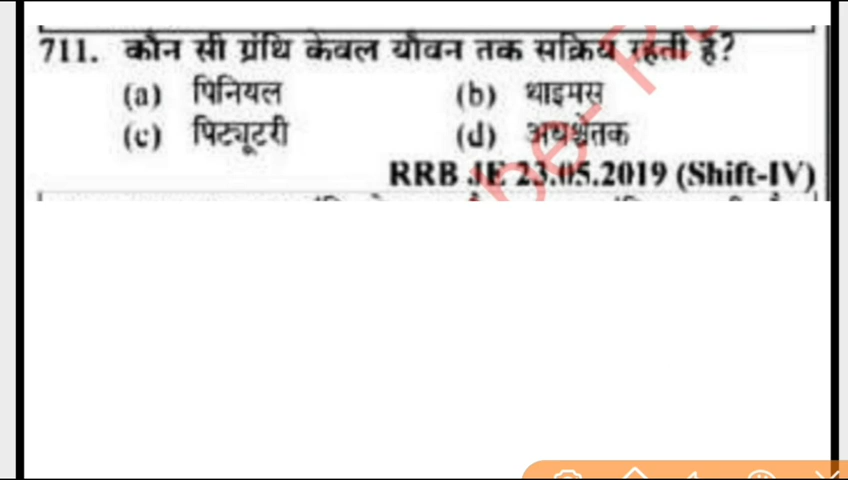 711. कौन सी ग्रंथि केवल यौवन तक सक्रिय रहती है?
(a) पिनियल (b) थाइमस
(c) पिट्यूटरी (d) अधश्चेतक
RRB JE 23.05.2019 (Shift-IV)